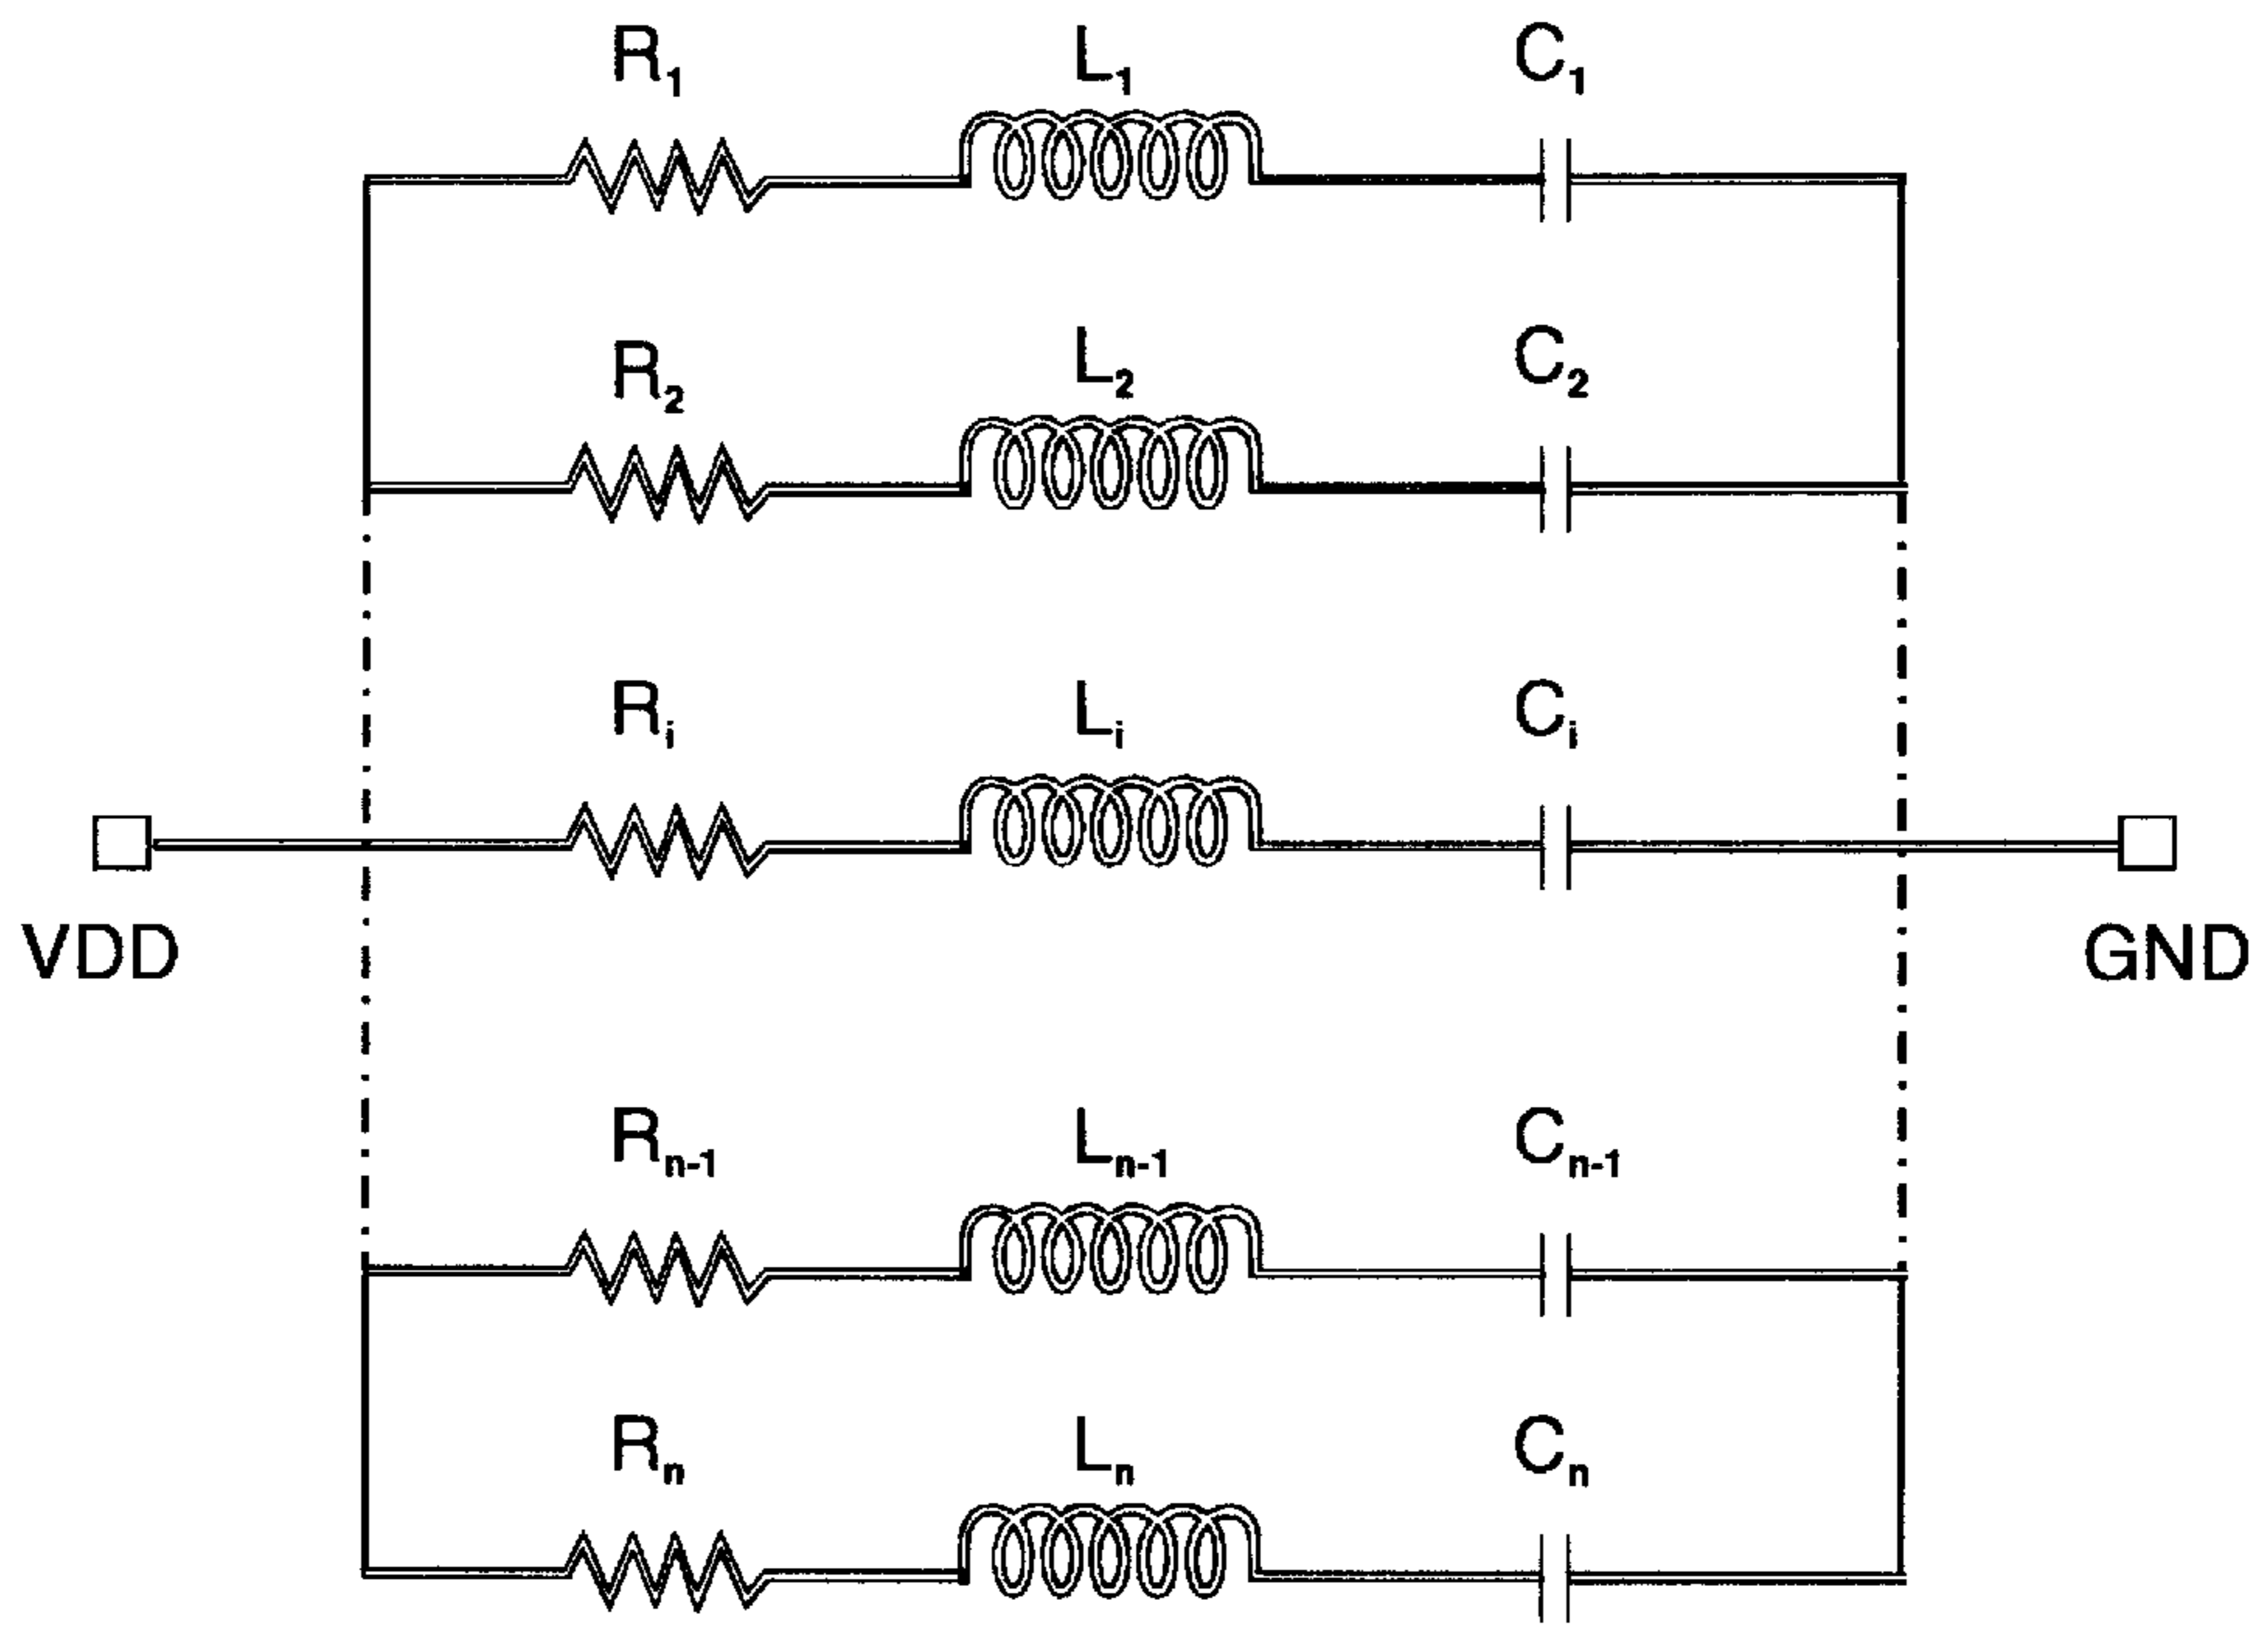 R₁ L₁ C₁
R₂ L₂ C₂
Rᵢ Lᵢ Cᵢ
VDD GND
Rₙ₋₁ Lₙ₋₁ Cₙ₋₁
Rₙ Lₙ Cₙ